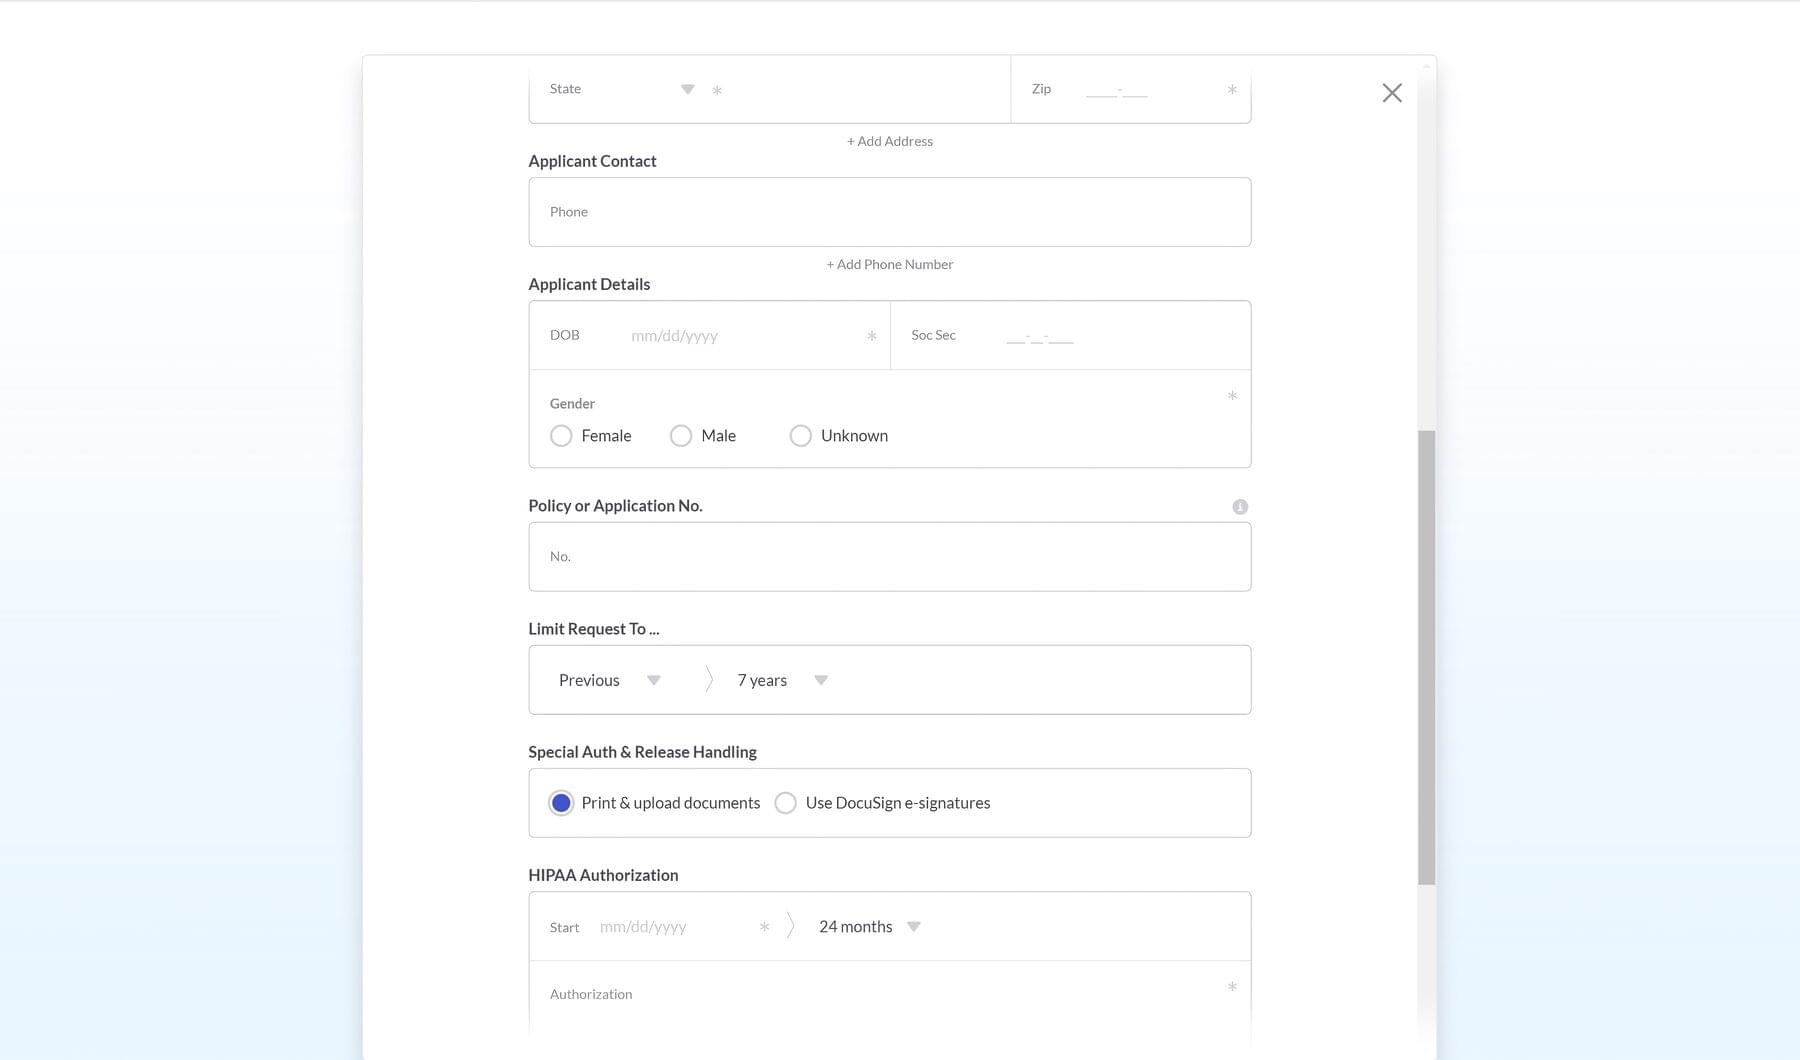 State * Zip ____-___ *
+ Add Address
Applicant Contact
Phone
+ Add Phone Number
Applicant Details
DOB mm/dd/yyyy * Soc Sec __-_-___
Gender *
Female Male Unknown
Policy or Application No.
No.
Limit Request To ...
Previous 7 years
Special Auth & Release Handling
Print & upload documents Use DocuSign e-signatures
HIPAA Authorization
Start mm/dd/yyyy * 24 months
Authorization *